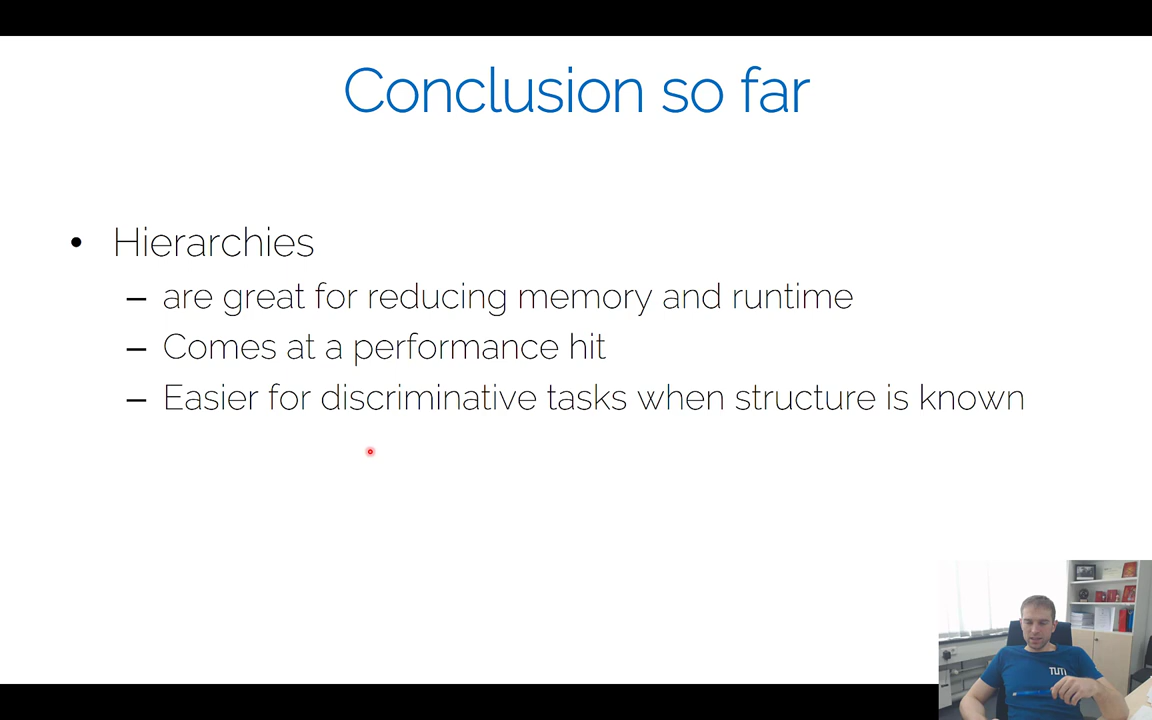 Conclusion so far
• Hierarchies
– are great for reducing memory and runtime
– Comes at a performance hit
– Easier for discriminative tasks when structure is known
TUM